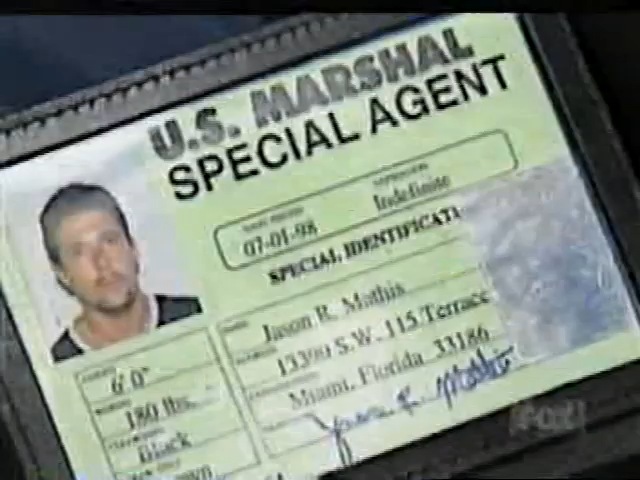 U.S. MARSHAL
SPECIAL AGENT
07-01-98
Indefinite
SPECIAL IDENTIFICATI
Jason R. Mathis
S.W. 115 Terrace
Miami, Florida 33186
6' 0"
180 lbs.
Black
FOX